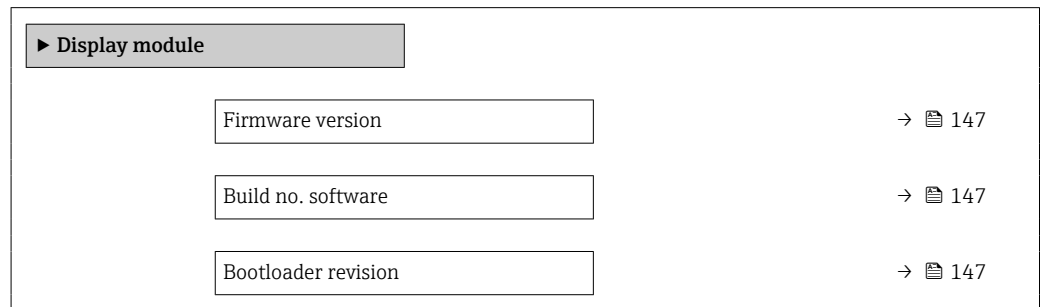 ▶ Display module
Firmware version → 🖹 147
Build no. software → 🖹 147
Bootloader revision → 🖹 147